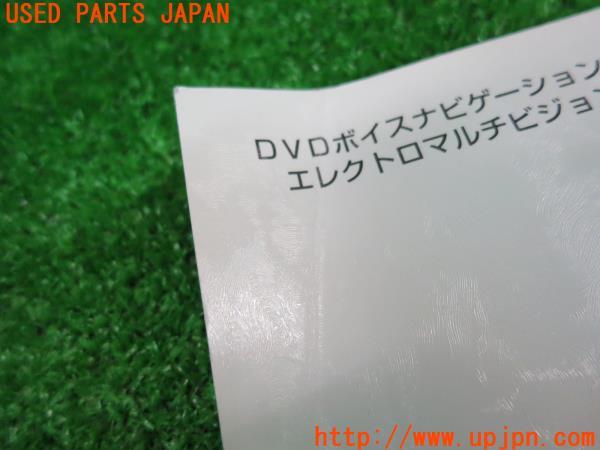 USED PARTS JAPAN
DVDボイスナビゲーション
エレクトロマルチビジョン
http://www.upjpn.com/